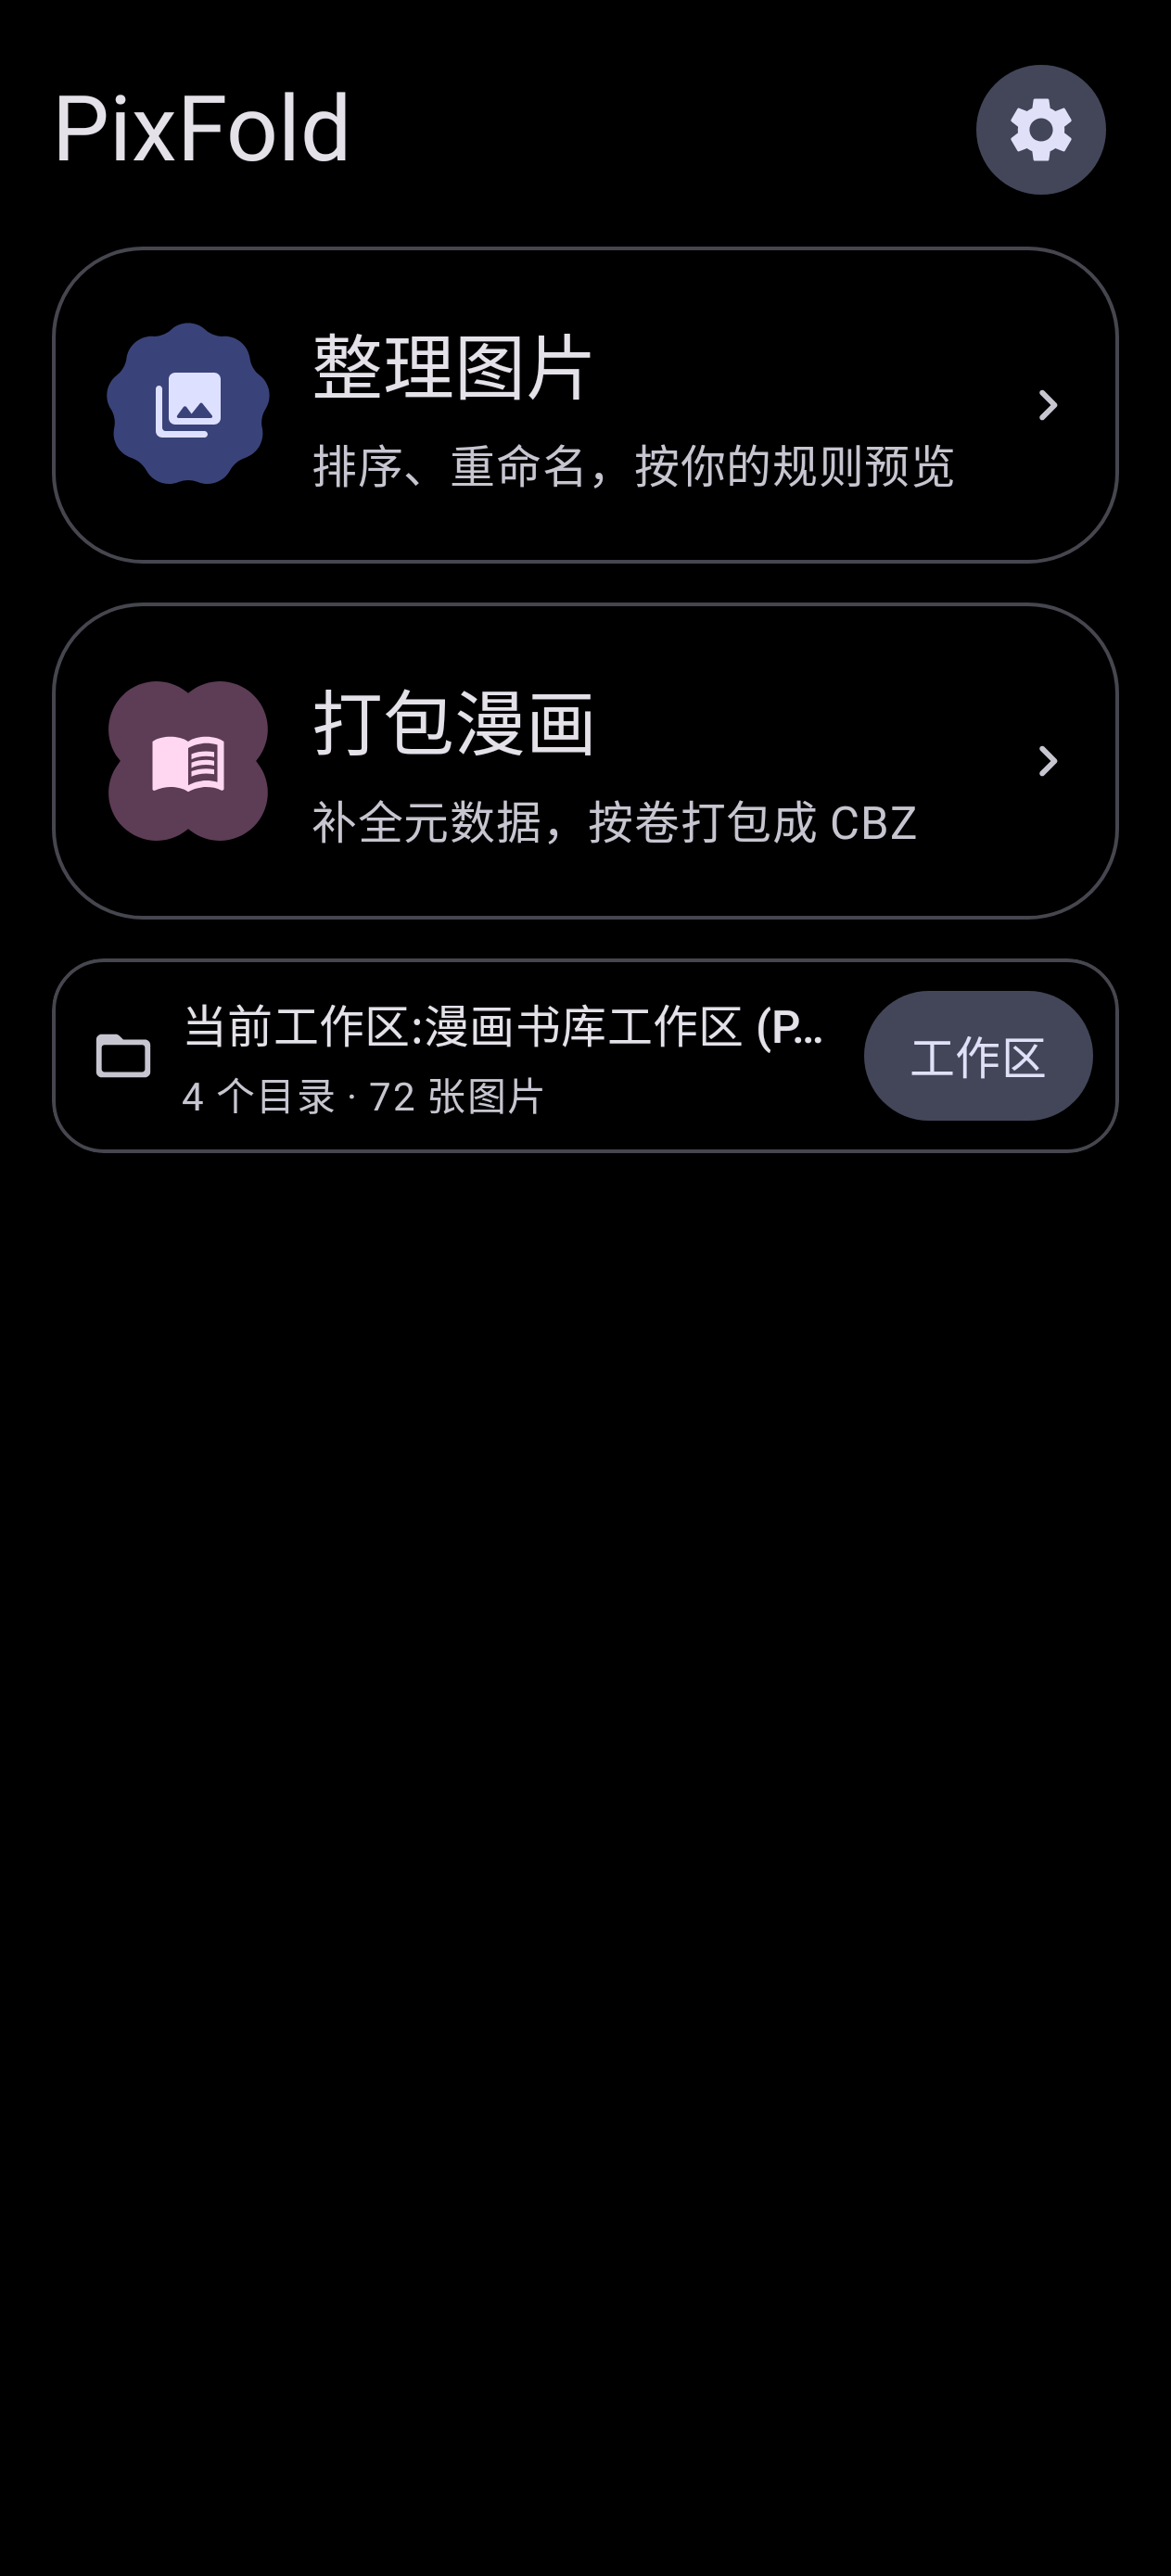 PixFold
整理图片
排序、重命名，按你的规则预览
打包漫画
补全元数据，按卷打包成 CBZ
当前工作区:漫画书库工作区 (P...
4 个目录 · 72 张图片
工作区